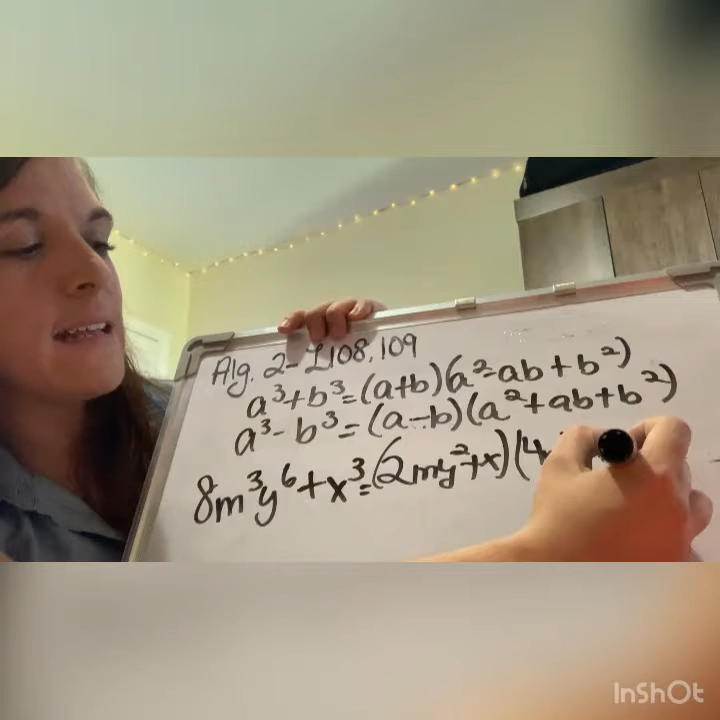 Alg. 2-L108,109
a³+b³=(a+b)(a²-ab+b²)
a³-b³=(a-b)(a²+ab+b²)
8m³y⁶+x³=(2my²+x)(4
InShOt